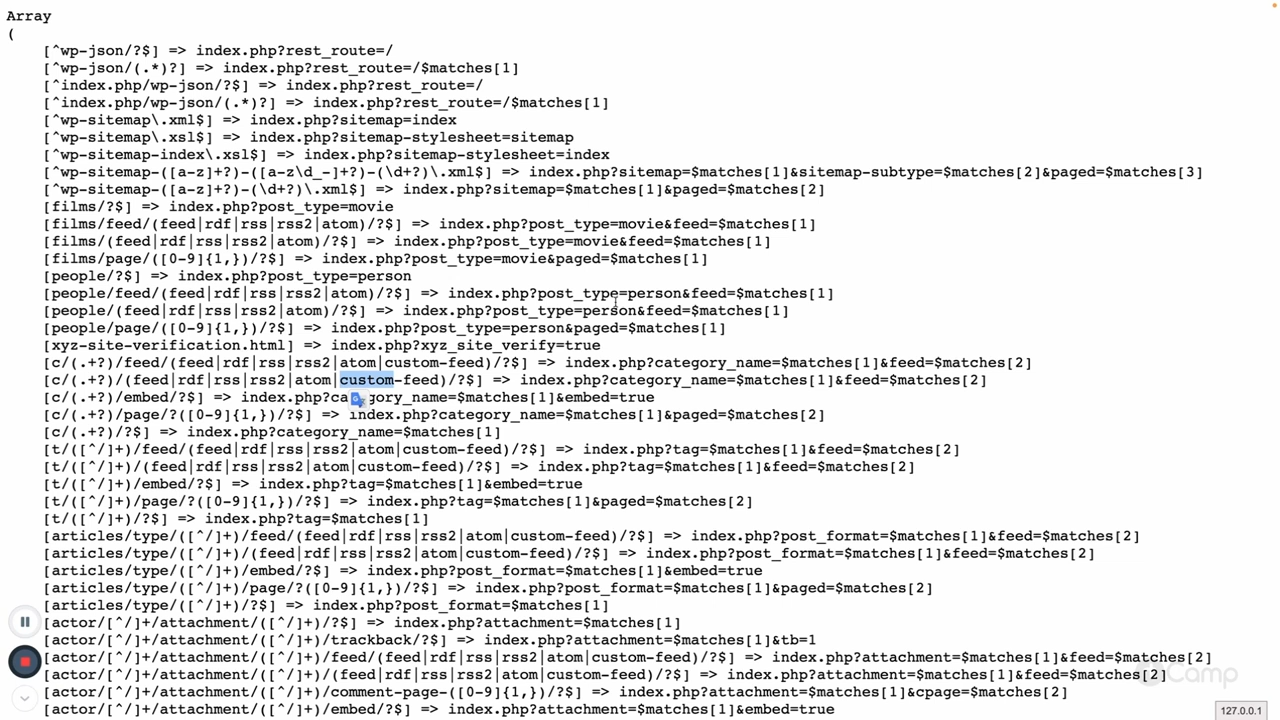 Array
(
[^wp-json/?$] => index.php?rest_route=/
[^wp-json/(.*)?] => index.php?rest_route=/$matches[1]
[^index.php/wp-json/?$] => index.php?rest_route=/
[^index.php/wp-json/(.*)?] => index.php?rest_route=/$matches[1]
[^wp-sitemap\.xml$] => index.php?sitemap=index
[^wp-sitemap\.xsl$] => index.php?sitemap-stylesheet=sitemap
[^wp-sitemap-index\.xsl$] => index.php?sitemap-stylesheet=index
[^wp-sitemap-([a-z]+?)-([a-z\d_-]+?)-(\d+?)\.xml$] => index.php?sitemap=$matches[1]&sitemap-subtype=$matches[2]&paged=$matches[3]
[^wp-sitemap-([a-z]+?)-(\d+?)\.xml$] => index.php?sitemap=$matches[1]&paged=$matches[2]
[films/?$] => index.php?post_type=movie
[films/feed/(feed|rdf|rss|rss2|atom)/?$] => index.php?post_type=movie&feed=$matches[1]
[films/(feed|rdf|rss|rss2|atom)/?$] => index.php?post_type=movie&feed=$matches[1]
[films/page/([0-9]{1,})/?$] => index.php?post_type=movie&paged=$matches[1]
[people/?$] => index.php?post_type=person
[people/feed/(feed|rdf|rss|rss2|atom)/?$] => index.php?post_type=person&feed=$matches[1]
[people/(feed|rdf|rss|rss2|atom)/?$] => index.php?post_type=person&feed=$matches[1]
[people/page/([0-9]{1,})/?$] => index.php?post_type=person&paged=$matches[1]
[xyz-site-verification.html] => index.php?xyz_site_verify=true
[c/(.+?)/feed/(feed|rdf|rss|rss2|atom|custom-feed)/?$] => index.php?category_name=$matches[1]&feed=$matches[2]
[c/(.+?)/(feed|rdf|rss|rss2|atom|custom-feed)/?$] => index.php?category_name=$matches[1]&feed=$matches[2]
[c/(.+?)/embed/?$] => index.php?ca gory_name=$matches[1]&embed=true
[c/(.+?)/page/?([0-9]{1,})/?$] => index.php?category_name=$matches[1]&paged=$matches[2]
[c/(.+?)/?$] => index.php?category_name=$matches[1]
[t/([^/]+)/feed/(feed|rdf|rss|rss2|atom|custom-feed)/?$] => index.php?tag=$matches[1]&feed=$matches[2]
[t/([^/]+)/(feed|rdf|rss|rss2|atom|custom-feed)/?$] => index.php?tag=$matches[1]&feed=$matches[2]
[t/([^/]+)/embed/?$] => index.php?tag=$matches[1]&embed=true
[t/([^/]+)/page/?([0-9]{1,})/?$] => index.php?tag=$matches[1]&paged=$matches[2]
[t/([^/]+)/?$] => index.php?tag=$matches[1]
[articles/type/([^/]+)/feed/(feed|rdf|rss|rss2|atom|custom-feed)/?$] => index.php?post_format=$matches[1]&feed=$matches[2]
[articles/type/([^/]+)/(feed|rdf|rss|rss2|atom|custom-feed)/?$] => index.php?post_format=$matches[1]&feed=$matches[2]
[articles/type/([^/]+)/embed/?$] => index.php?post_format=$matches[1]&embed=true
[articles/type/([^/]+)/page/?([0-9]{1,})/?$] => index.php?post_format=$matches[1]&paged=$matches[2]
[articles/type/([^/]+)/?$] => index.php?post_format=$matches[1]
[actor/[^/]+/attachment/([^/]+)/?$] => index.php?attachment=$matches[1]
[actor/[^/]+/attachment/([^/]+)/trackback/?$] => index.php?attachment=$matches[1]&tb=1
[actor/[^/]+/attachment/([^/]+)/feed/(feed|rdf|rss|rss2|atom|custom-feed)/?$] => index.php?attachment=$matches[1]&feed=$matches[2]
[actor/[^/]+/attachment/([^/]+)/(feed|rdf|rss|rss2|atom|custom-feed)/?$] => index.php?attachment=$matches[1]&feed=$matches[2]
[actor/[^/]+/attachment/([^/]+)/comment-page-([0-9]{1,})/?$] => index.php?attachment=$matches[1]&cpage=$matches[2]
[actor/[^/]+/attachment/([^/]+)/embed/?$] => index.php?attachment=$matches[1]&embed=true
127.0.0.1